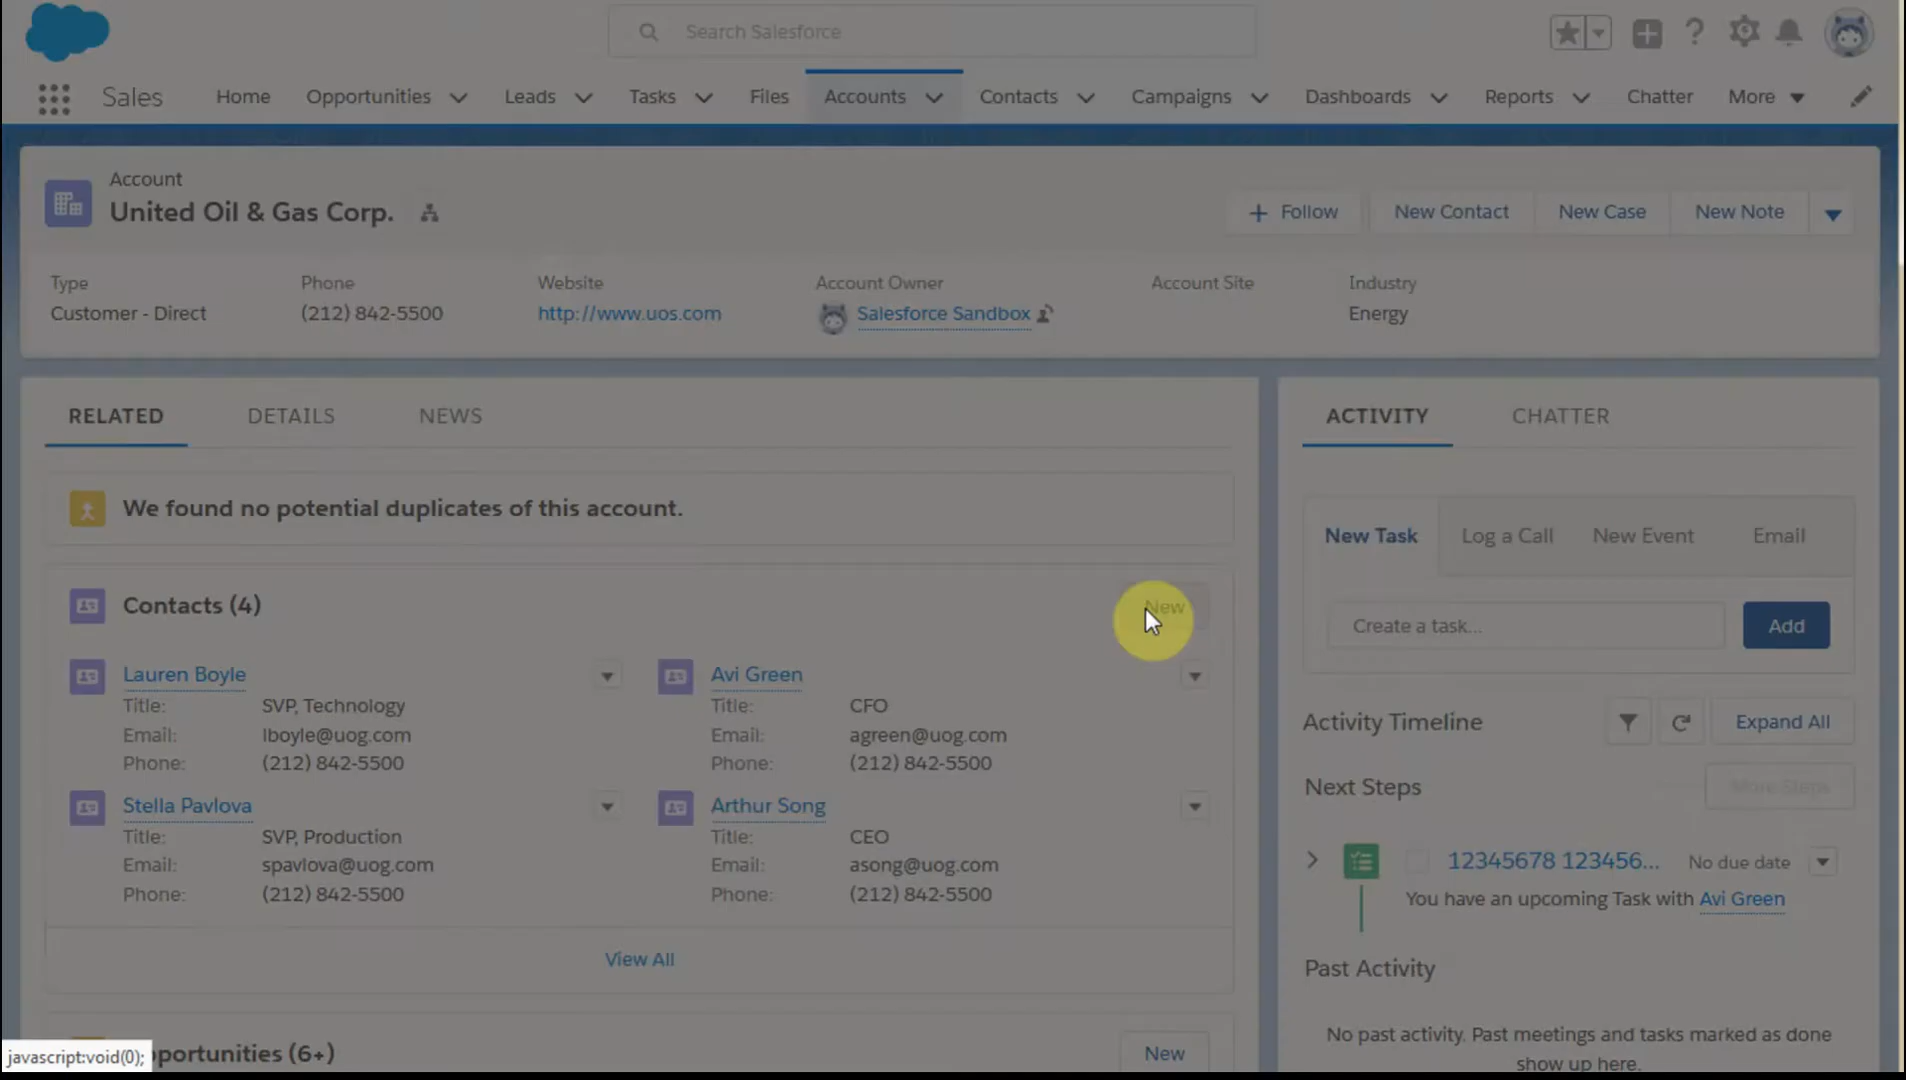 Search Salesforce
Sales Home Opportunities Leads Tasks Files Accounts Contacts Campaigns Dashboards Reports Chatter More
Account
United Oil & Gas Corp.
Follow New Contact New Case New Note
Type Phone Website Account Owner Account Site Industry
Customer - Direct (212) 842-5500 http://www.uos.com Salesforce Sandbox Energy
RELATED DETAILS NEWS
We found no potential duplicates of this account.
Contacts (4) New
Lauren Boyle
Title: SVP, Technology
Email: lboyle@uog.com
Phone: (212) 842-5500
Avi Green
Title: CFO
Email: agreen@uog.com
Phone: (212) 842-5500
Stella Pavlova
Title: SVP, Production
Email: spavlova@uog.com
Phone: (212) 842-5500
Arthur Song
Title: CEO
Email: asong@uog.com
Phone: (212) 842-5500
View All
pportunities (6+) New
javascript:void(0);
ACTIVITY CHATTER
New Task Log a Call New Event Email
Create a task... Add
Activity Timeline Expand All
Next Steps More Steps
12345678 123456... No due date
You have an upcoming Task with Avi Green
Past Activity
No past activity. Past meetings and tasks marked as done
show up here.